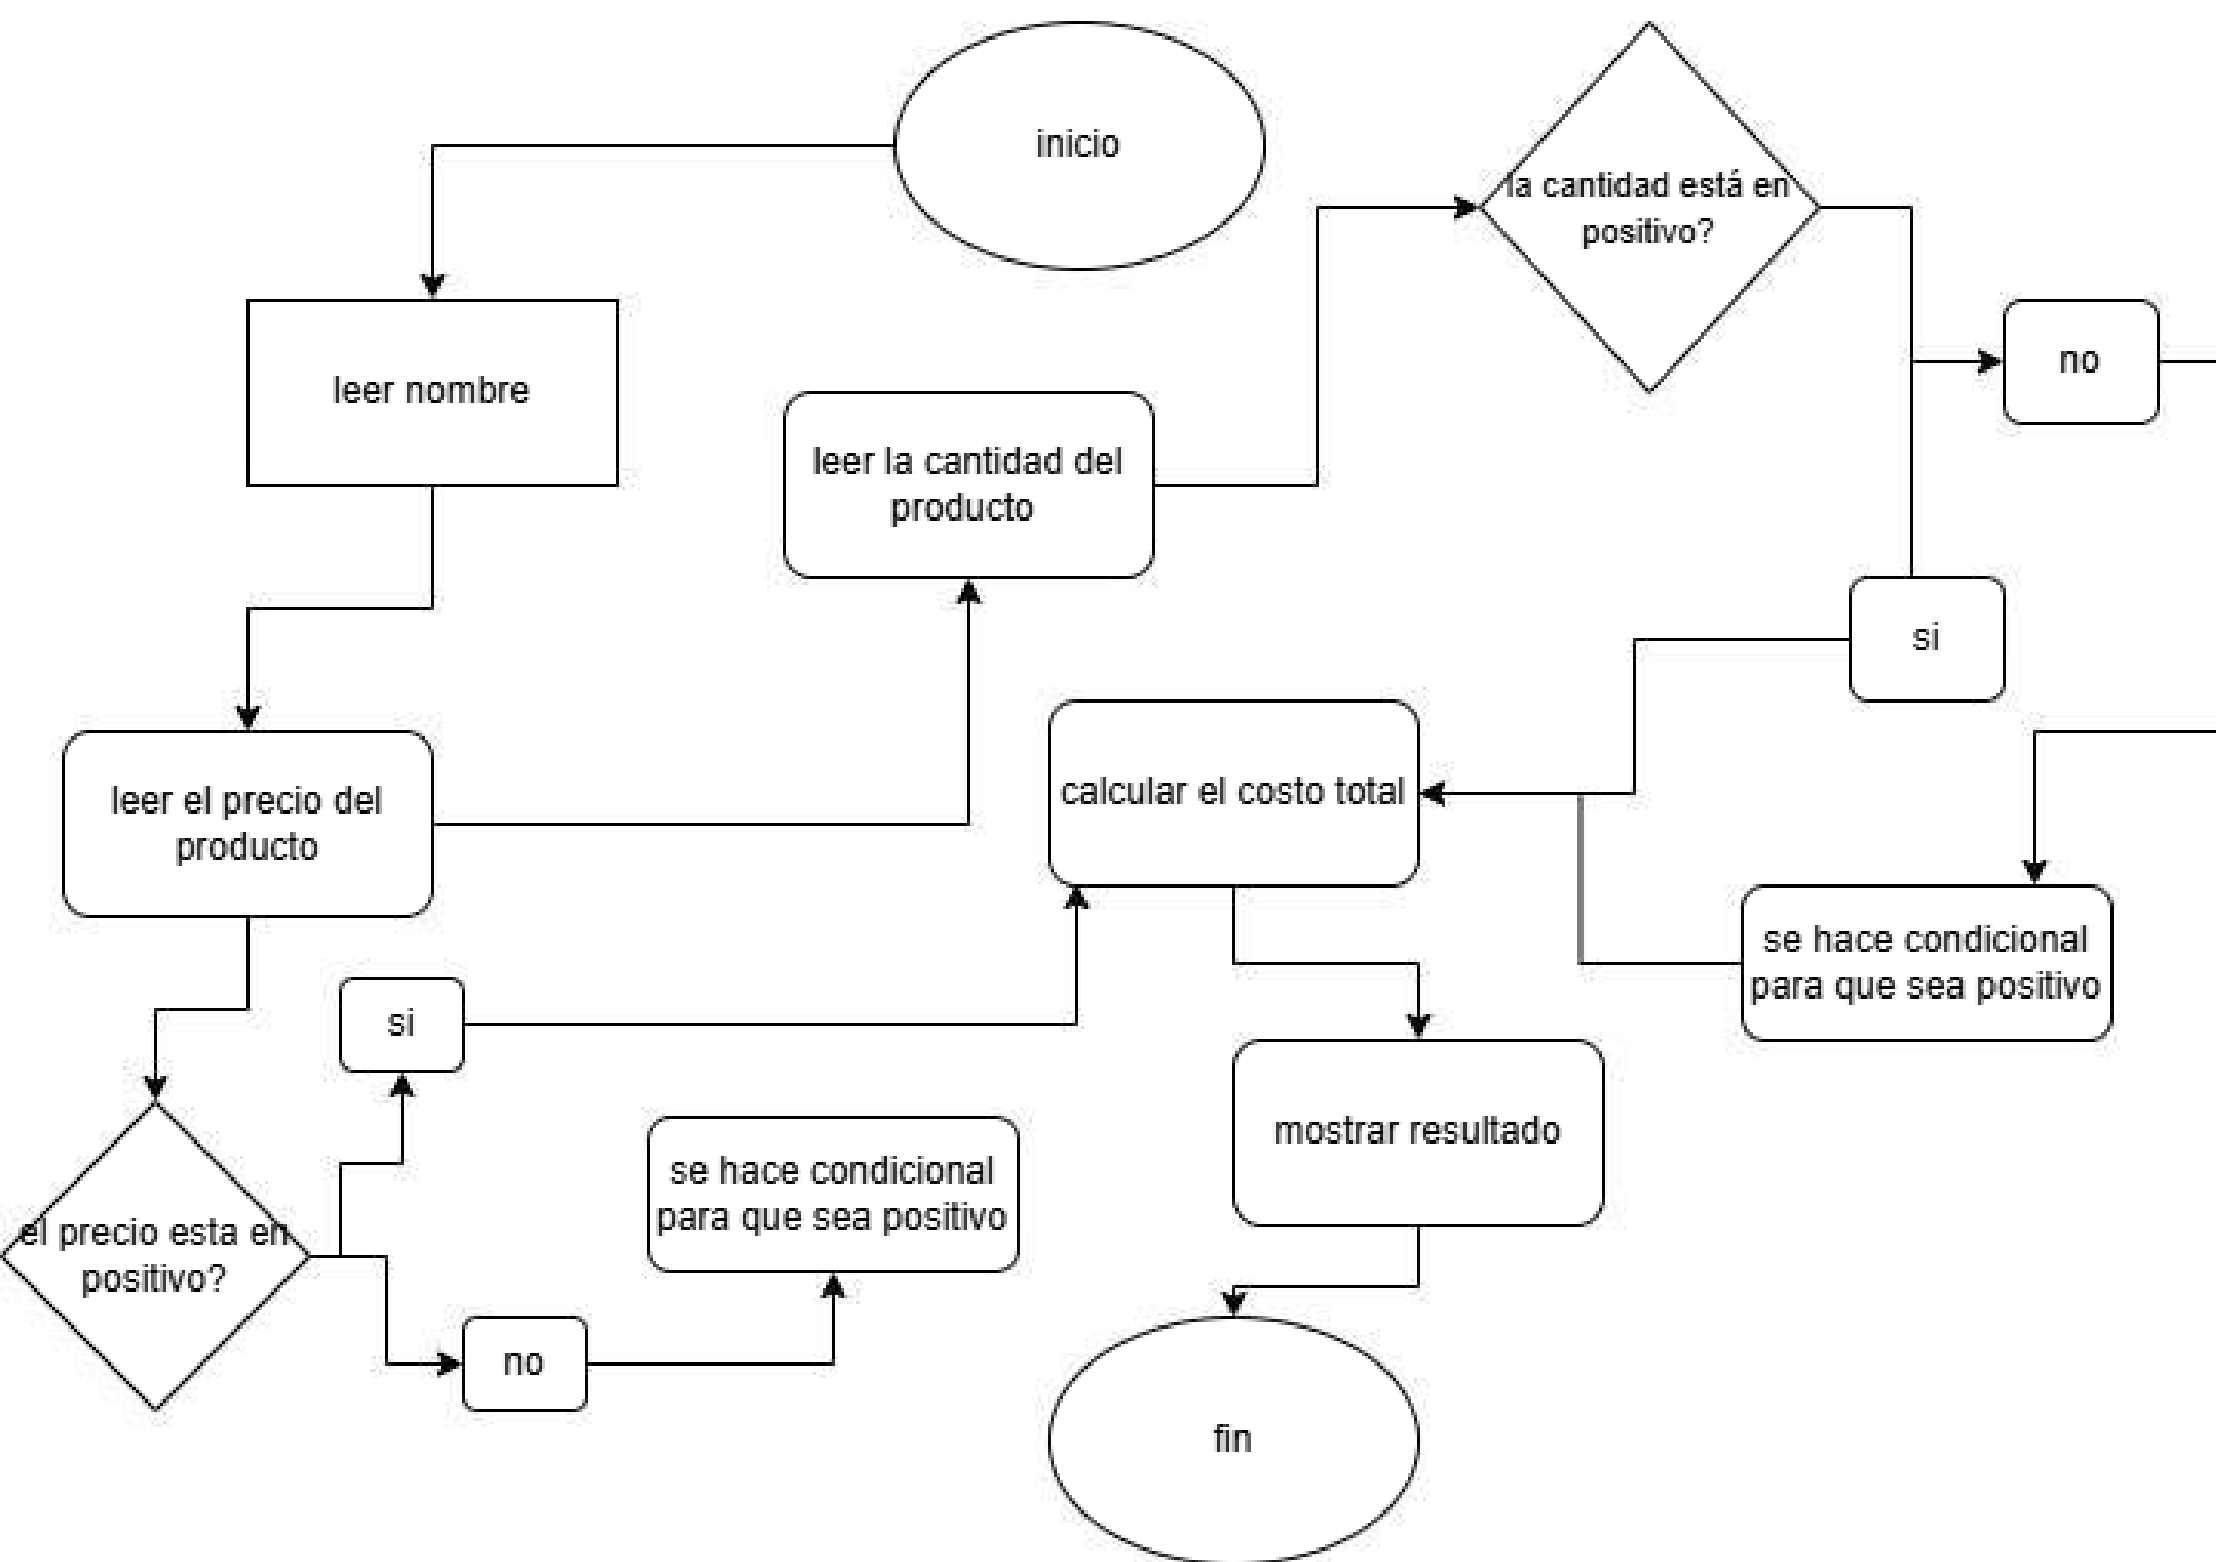 inicio
la cantidad está en
positivo?
no
leer nombre
leer la cantidad del
producto
si
leer el precio del
producto
calcular el costo total
se hace condicional
para que sea positivo
si
mostrar resultado
se hace condicional
para que sea positivo
el precio esta en
positivo?
no
fin